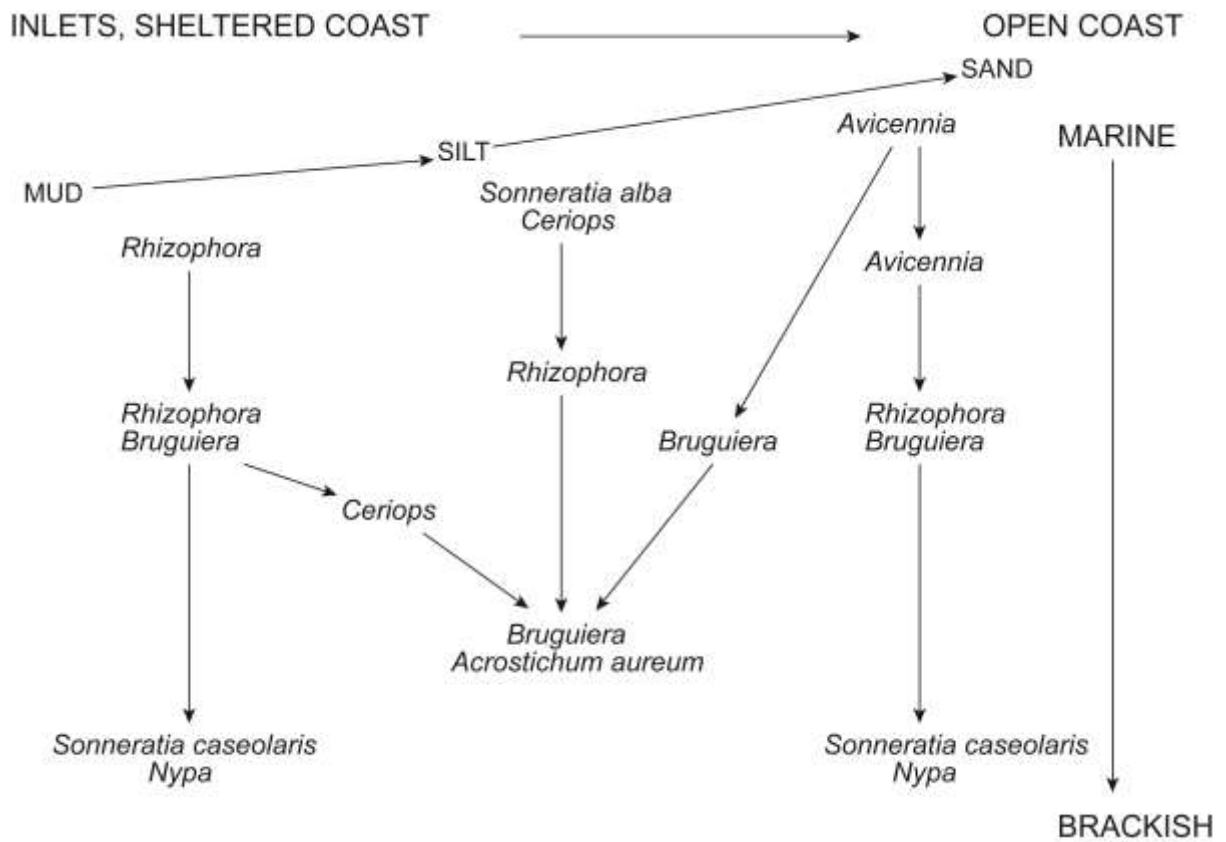 INLETS, SHELTERED COAST
OPEN COAST
SAND
Avicennia
MARINE
SILT
MUD
Sonneratia alba
Ceriops
Rhizophora
Avicennia
Rhizophora
Rhizophora
Bruguiera
Bruguiera
Rhizophora
Bruguiera
Ceriops
Bruguiera
Acrostichum aureum
Sonneratia caseolaris
Nypa
Sonneratia caseolaris
Nypa
BRACKISH